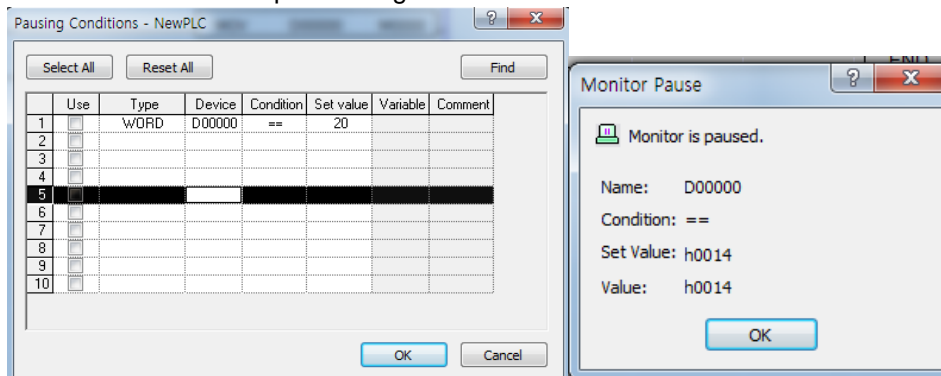 Pausing Conditions - NewPLC
Select All
Reset All
Find
Use Type Device Condition Set value Variable Comment
1 WORD D00000 == 20
2
3
4
5
6
7
8
9
10
OK
Cancel
Monitor Pause
Monitor is paused.
Name: D00000
Condition: ==
Set Value: h0014
Value: h0014
OK